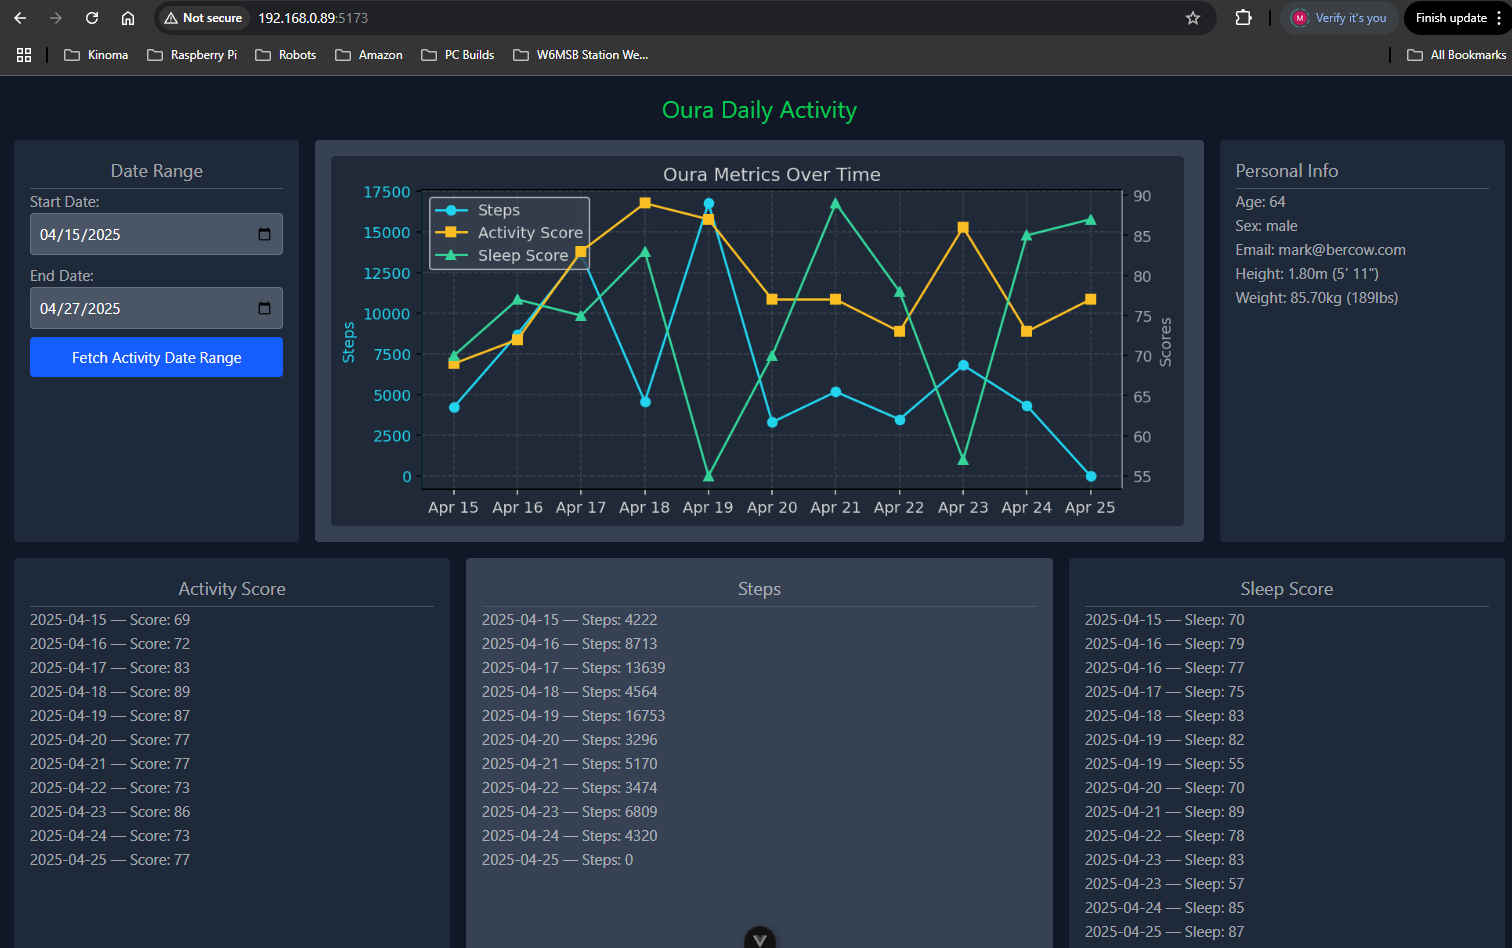 Not secure 192.168.0.89:5173 M Verify it's you Finish update
Kinoma Raspberry Pi Robots Amazon PC Builds W6MSB Station We... All Bookmarks
Oura Daily Activity
Date Range
Start Date:
04/15/2025
End Date:
04/27/2025
Fetch Activity Date Range
Oura Metrics Over Time
Steps
Activity Score
Sleep Score
17500
15000
12500
10000
7500
5000
2500
0
Steps
90
85
80
75
70
65
60
55
Scores
Apr 15 Apr 16 Apr 17 Apr 18 Apr 19 Apr 20 Apr 21 Apr 22 Apr 23 Apr 24 Apr 25
Personal Info
Age: 64
Sex: male
Email: mark@bercow.com
Height: 1.80m (5' 11")
Weight: 85.70kg (189lbs)
Activity Score
2025-04-15 — Score: 69
2025-04-16 — Score: 72
2025-04-17 — Score: 83
2025-04-18 — Score: 89
2025-04-19 — Score: 87
2025-04-20 — Score: 77
2025-04-21 — Score: 77
2025-04-22 — Score: 73
2025-04-23 — Score: 86
2025-04-24 — Score: 73
2025-04-25 — Score: 77
Steps
2025-04-15 — Steps: 4222
2025-04-16 — Steps: 8713
2025-04-17 — Steps: 13639
2025-04-18 — Steps: 4564
2025-04-19 — Steps: 16753
2025-04-20 — Steps: 3296
2025-04-21 — Steps: 5170
2025-04-22 — Steps: 3474
2025-04-23 — Steps: 6809
2025-04-24 — Steps: 4320
2025-04-25 — Steps: 0
Sleep Score
2025-04-15 — Sleep: 70
2025-04-16 — Sleep: 79
2025-04-16 — Sleep: 77
2025-04-17 — Sleep: 75
2025-04-18 — Sleep: 83
2025-04-19 — Sleep: 82
2025-04-19 — Sleep: 55
2025-04-20 — Sleep: 70
2025-04-21 — Sleep: 89
2025-04-22 — Sleep: 78
2025-04-23 — Sleep: 83
2025-04-23 — Sleep: 57
2025-04-24 — Sleep: 85
2025-04-25 — Sleep: 87